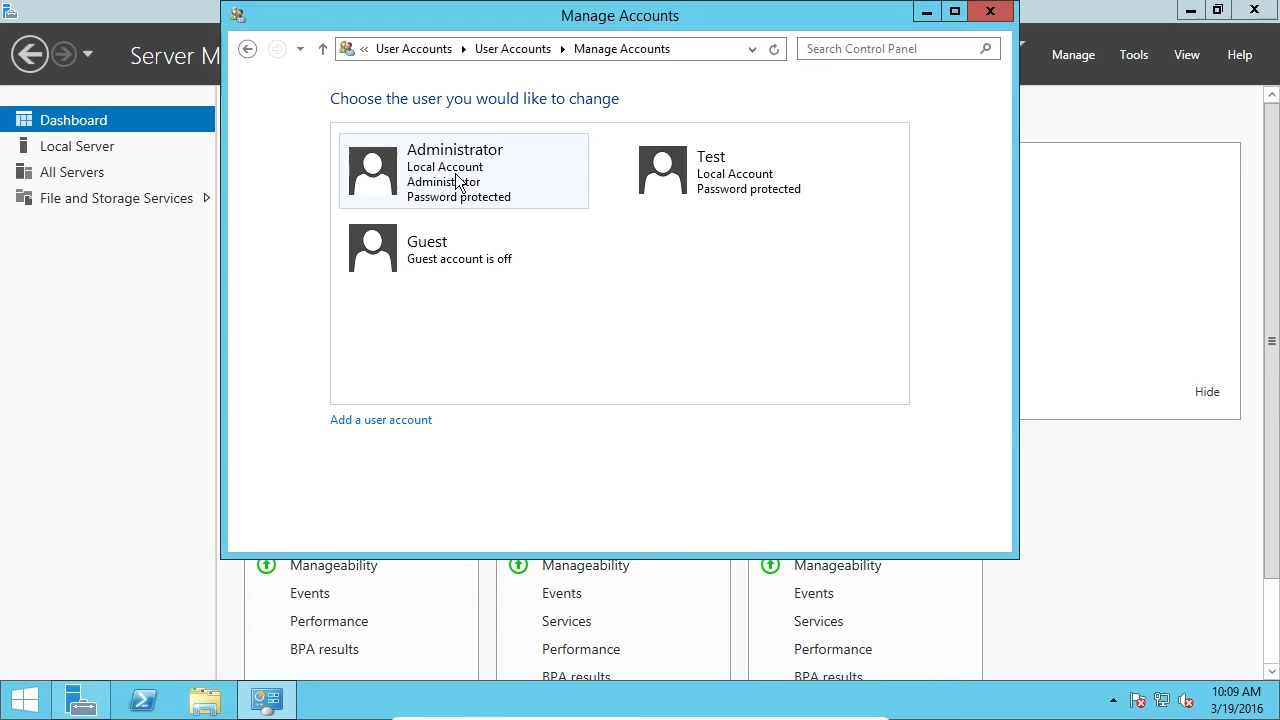 Manage Accounts
Server M
User Accounts
User Accounts
Manage Accounts
Search Control Panel
Manage
Tools
View
Help
Dashboard
Local Server
All Servers
File and Storage Services
Choose the user you would like to change
Administrator
Local Account
Administrator
Password protected
Test
Local Account
Password protected
Guest
Guest account is off
Add a user account
Hide
Manageability
Events
Performance
BPA results
Manageability
Events
Services
Performance
BPA results
Manageability
Events
Services
Performance
BPA results
10:09 AM
3/19/2016